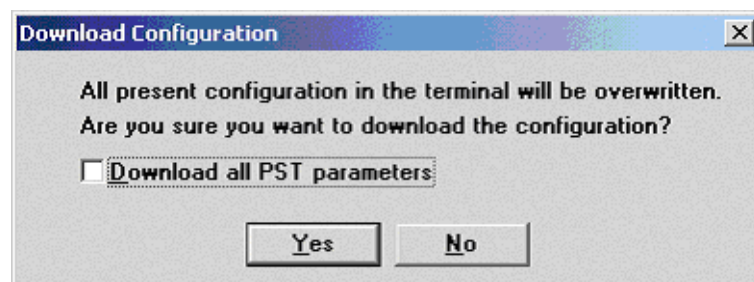 Download Configuration
All present configuration in the terminal will be overwritten.
Are you sure you want to download the configuration?
Download all PST parameters
Yes No